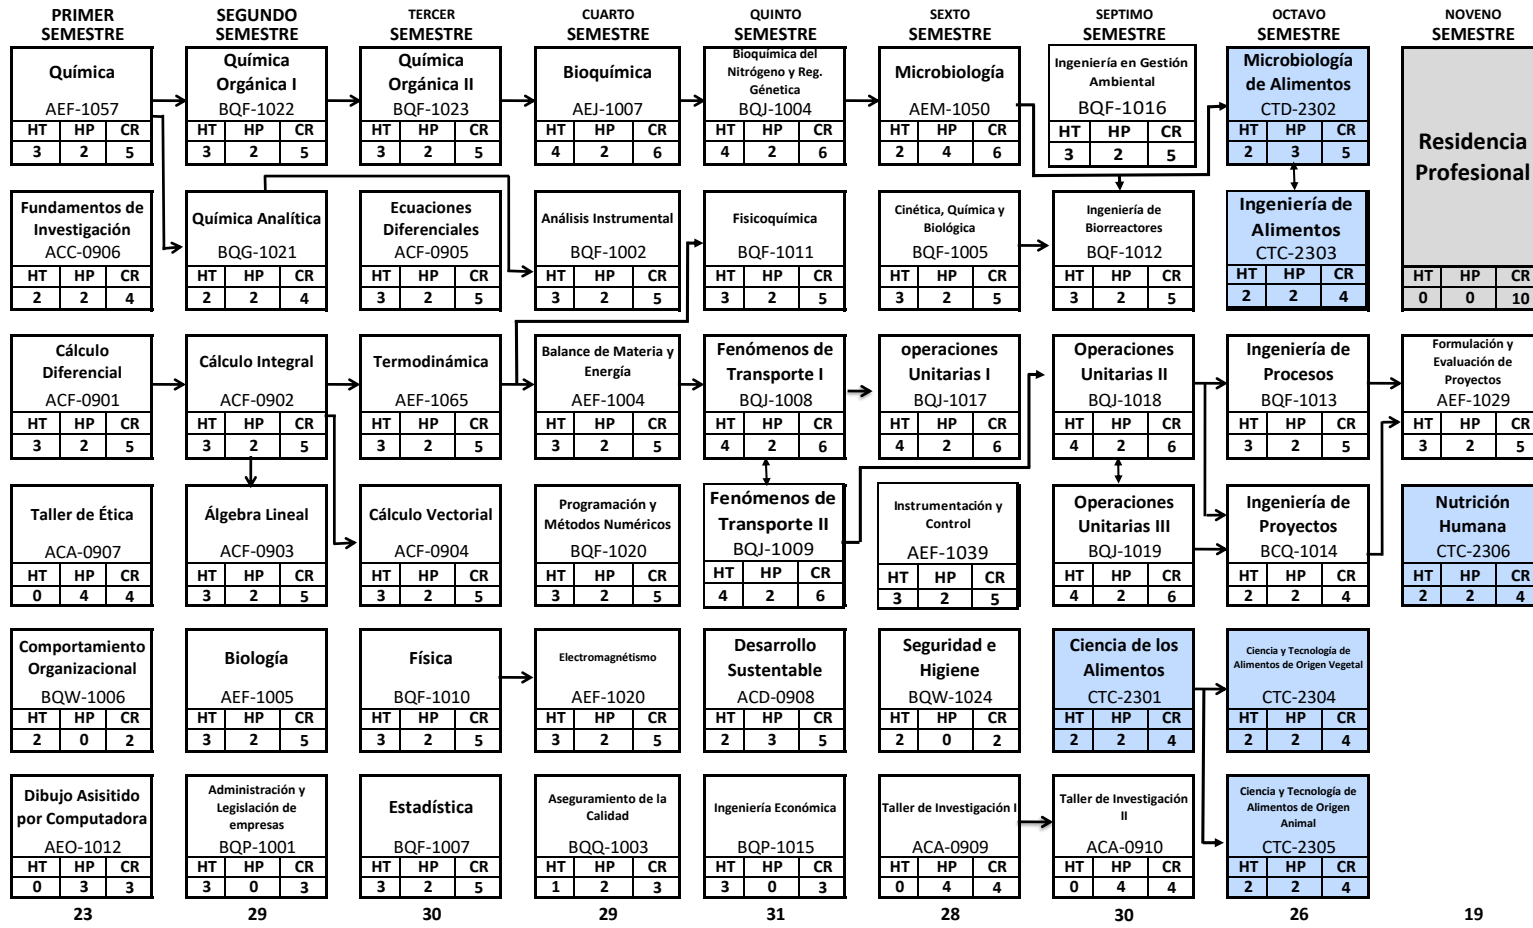 PRIMER
SEMESTRE
SEGUNDO
SEMESTRE
TERCER
SEMESTRE
CUARTO
SEMESTRE
QUINTO
SEMESTRE
SEXTO
SEMESTRE
SEPTIMO
SEMESTRE
OCTAVO
SEMESTRE
NOVENO
SEMESTRE
Química
AEF-1057
HT HP CR
3 2 5
Química
Orgánica I
BQF-1022
HT HP CR
3 2 5
Química
Orgánica II
BQF-1023
HT HP CR
3 2 5
Bioquímica
AEJ-1007
HT HP CR
4 2 6
Bioquímica del
Nitrógeno y Reg.
Génetica
BQJ-1004
HT HP CR
4 2 6
Microbiología
AEM-1050
HT HP CR
2 4 6
Ingeniería en Gestión
Ambiental
BQF-1016
HT HP CR
3 2 5
Microbiología
de Alimentos
CTD-2302
HT HP CR
2 3 5
Residencia
Profesional
HT HP CR
0 0 10
Fundamentos de
Investigación
ACC-0906
HT HP CR
2 2 4
Química Analítica
BQG-1021
HT HP CR
2 2 4
Ecuaciones
Diferenciales
ACF-0905
HT HP CR
3 2 5
Análisis Instrumental
BQF-1002
HT HP CR
3 2 5
Fisicoquímica
BQF-1011
HT HP CR
3 2 5
Cinética, Química y
Biológica
BQF-1005
HT HP CR
3 2 5
Ingeniería de
Biorreactores
BQF-1012
HT HP CR
3 2 5
Ingeniería de
Alimentos
CTC-2303
HT HP CR
2 2 4
Cálculo
Diferencial
ACF-0901
HT HP CR
3 2 5
Cálculo Integral
ACF-0902
HT HP CR
3 2 5
Termodinámica
AEF-1065
HT HP CR
3 2 5
Balance de Materia y
Energía
AEF-1004
HT HP CR
3 2 5
Fenómenos de
Transporte I
BQJ-1008
HT HP CR
4 2 6
operaciones
Unitarias I
BQJ-1017
HT HP CR
4 2 6
Operaciones
Unitarias II
BQJ-1018
HT HP CR
4 2 6
Ingeniería de
Procesos
BQF-1013
HT HP CR
3 2 5
Formulación y
Evaluación de
Proyectos
AEF-1029
HT HP CR
3 2 5
Taller de Ética
ACA-0907
HT HP CR
0 4 4
Álgebra Lineal
ACF-0903
HT HP CR
3 2 5
Cálculo Vectorial
ACF-0904
HT HP CR
3 2 5
Programación y
Métodos Numéricos
BQF-1020
HT HP CR
3 2 5
Fenómenos de
Transporte II
BQJ-1009
HT HP CR
4 2 6
Instrumentación y
Control
AEF-1039
HT HP CR
3 2 5
Operaciones
Unitarias III
BQJ-1019
HT HP CR
4 2 6
Ingeniería de
Proyectos
BCQ-1014
HT HP CR
2 2 4
Nutrición
Humana
CTC-2306
HT HP CR
2 2 4
Comportamiento
Organizacional
BQW-1006
HT HP CR
2 0 2
Biología
AEF-1005
HT HP CR
3 2 5
Física
BQF-1010
HT HP CR
3 2 5
Electromagnétismo
AEF-1020
HT HP CR
3 2 5
Desarrollo
Sustentable
ACD-0908
HT HP CR
2 3 5
Seguridad e
Higiene
BQW-1024
HT HP CR
2 0 2
Ciencia de los
Alimentos
CTC-2301
HT HP CR
2 2 4
Ciencia y Tecnología de
Alimentos de Origen Vegetal
CTC-2304
HT HP CR
2 2 4
Dibujo Asisitido
por Computadora
AEO-1012
HT HP CR
0 3 3
Administración y
Legislación de
empresas
BQP-1001
HT HP CR
3 0 3
Estadística
BQF-1007
HT HP CR
3 2 5
Aseguramiento de la
Calidad
BQQ-1003
HT HP CR
1 2 3
Ingeniería Económica
BQP-1015
HT HP CR
3 0 3
Taller de Investigación I
ACA-0909
HT HP CR
0 4 4
Taller de Investigación
II
ACA-0910
HT HP CR
0 4 4
Ciencia y Tecnología de
Alimentos de Origen
Animal
CTC-2305
HT HP CR
2 2 4
23 29 30 29 31 28 30 26 19